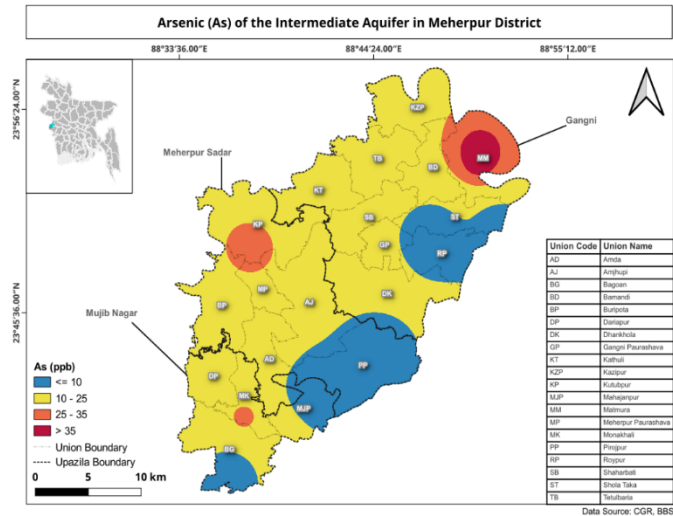 Arsenic (As) of the Intermediate Aquifer in Meherpur District
88°33'36.00"E
88°44'24.00"E
88°55'12.00"E
23°56'24.00"N
23°45'36.00"N
Gangni
Meherpur Sadar
Mujib Nagar
KZP
MM
TB
BD
KT
ST
SB
KP
GP
RP
MP
DK
AJ
BP
AD
PP
DP
MK
MJP
BG
As (ppb)
<= 10
10 - 25
25 - 35
> 35
Union Boundary
Upazila Boundary
0 5 10 km
Union Code Union Name
AD Amda
AJ Amjhupi
BG Bagoan
BD Bamandi
BP Buripota
DP Dariapur
DK Dhankhola
GP Gangni Paurashava
KT Kathuli
KZP Kazipur
KP Kutubpur
MJP Mahajanpur
MM Matmura
MP Meherpur Paurashava
MK Monakhali
PP Pirojpur
RP Roypur
SB Shaharbati
ST Shola Taka
TB Tetulbaria
Data Source: CGR, BBS